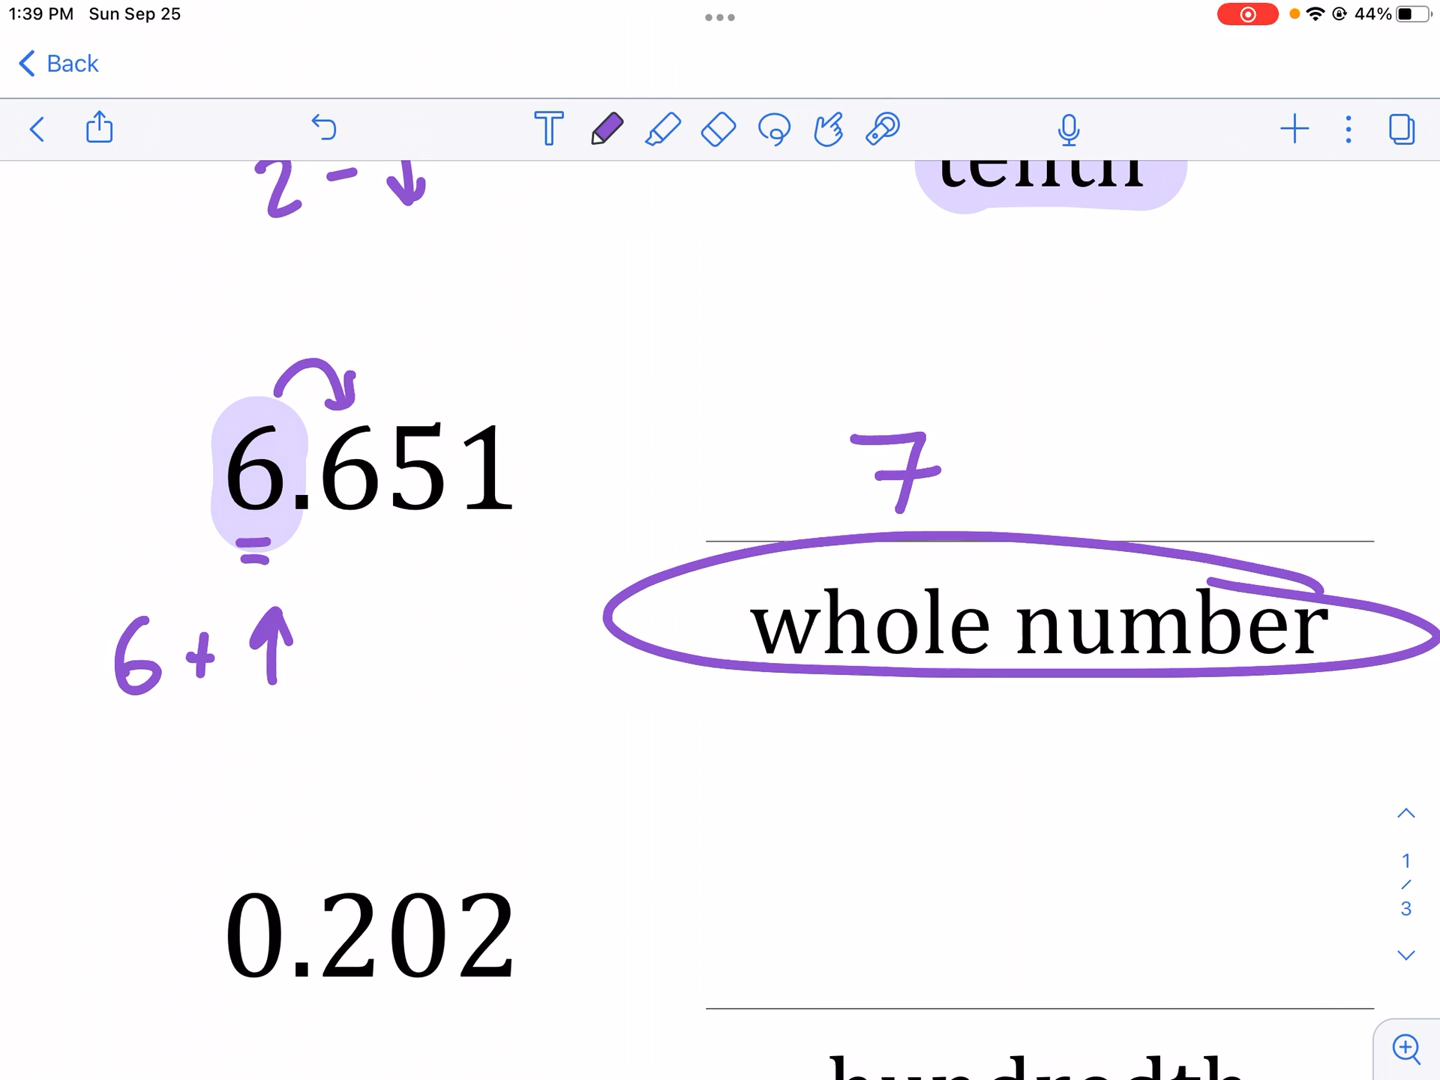 1:39 PM Sun Sep 25
44%
Back
2 - ↓
tenth
6.651
7
whole number
6 + ↑
1
/
3
0.202
hundredth